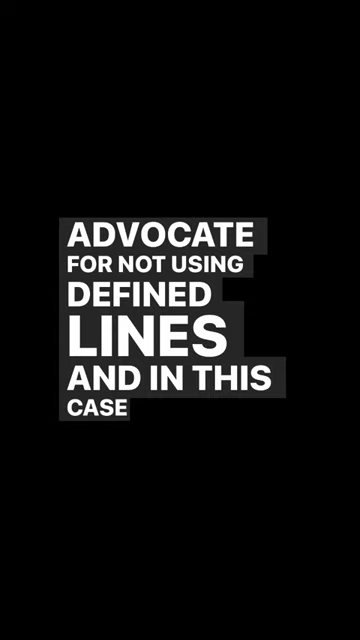 ADVOCATE
FOR NOT USING
DEFINED
LINES
AND IN THIS
CASE